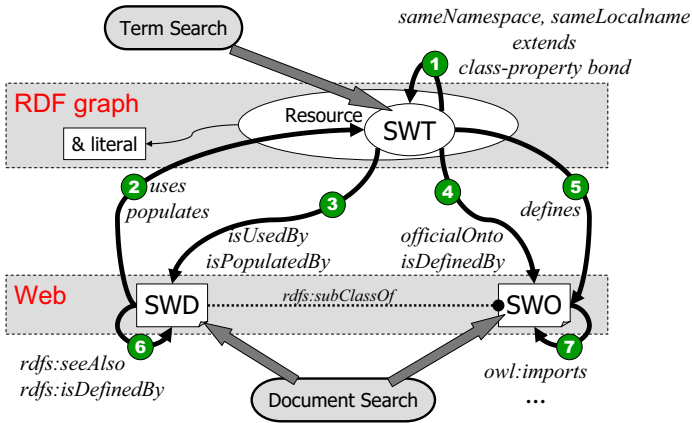 Term Search
sameNamespace, sameLocalname
extends
class-property bond
1
RDF graph
Resource
SWT
& literal
2
uses
populates
3
isUsedBy
isPopulatedBy
4
officialOnto
isDefinedBy
5
defines
Web
SWD
rdfs:subClassOf
SWO
6
rdfs:seeAlso
rdfs:isDefinedBy
7
owl:imports
...
Document Search